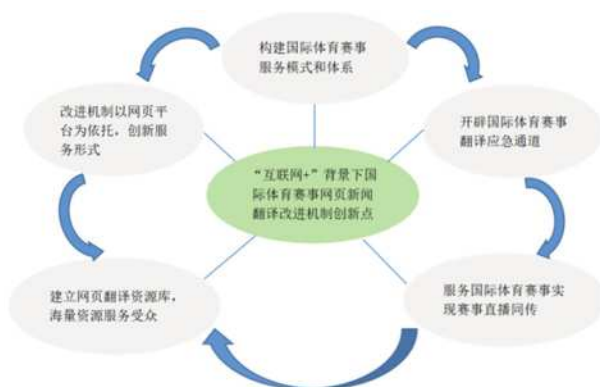 构建国际体育赛事
服务模式和体系
改进机制以网页平
台为依托，创新服
务形式
开辟国际体育赛事
翻译应急通道
“互联网+”背景下国
际体育赛事网页新闻
翻译改进机制创新点
建立网页翻译资源库，
海量资源服务受众
服务国际体育赛事实
现赛事直播同传